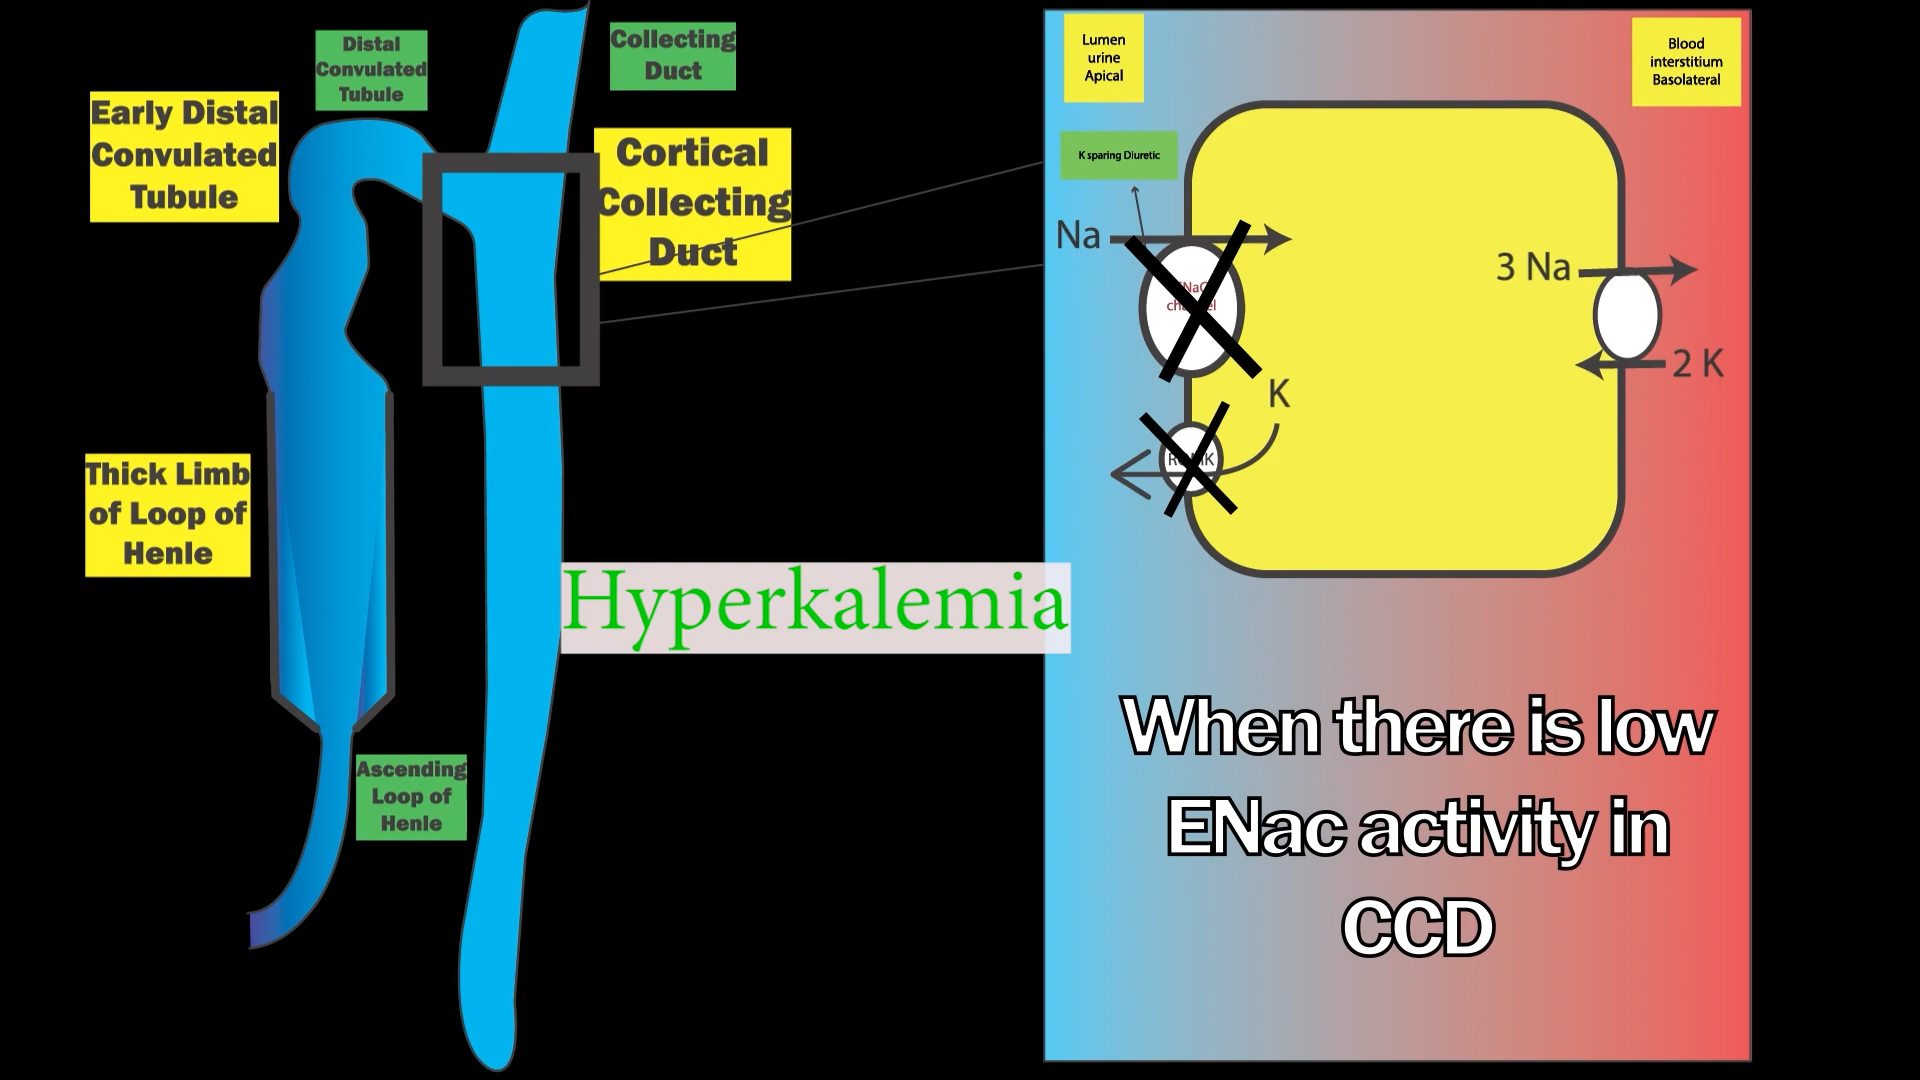 Distal
Convulated
Tubule
Collecting
Duct
Early Distal
Convulated
Tubule
Cortical
Collecting
Duct
Thick Limb
of Loop of
Henle
Ascending
Loop of
Henle
Hyperkalemia
Lumen
urine
Apical
Blood
interstitium
Basolateral
K sparing Diuretic
Na
3 Na
2 K
K
When there is low
ENac activity in
CCD